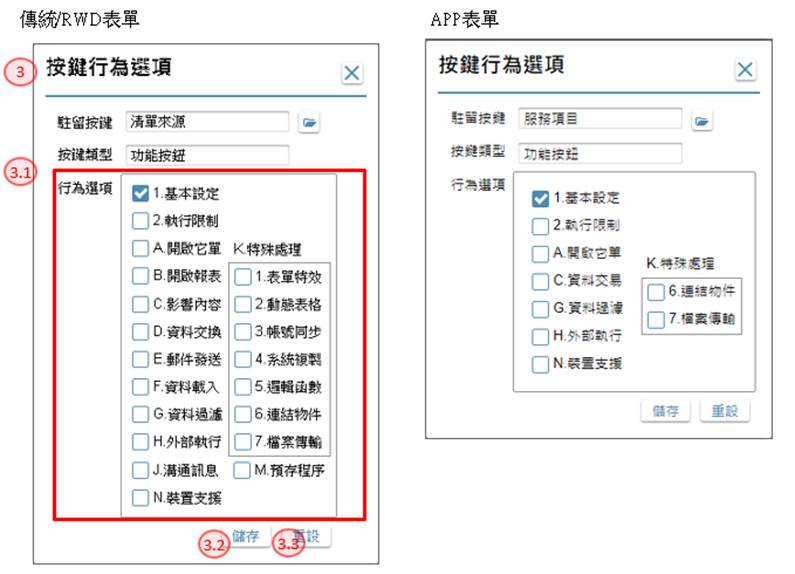 傳統/RWD表單
3
按鍵行為選項
駐留按鍵
清單來源
按鍵類型
功能按鈕
3.1
行為選項
1.基本設定
2.執行限制
A.開啟它單
K.特殊處理
B.開啟報表
1.表單特效
C.影響內容
2.動態表格
D.資料交換
3.帳號同步
E.郵件發送
4.系統複製
F.資料載入
5.邏輯函數
G.資料過濾
6.連結物件
H.外部執行
7.檔案傳輸
J.溝通訊息
M.預存程序
N.裝置支援
3.2
儲存
3.3
重設
APP表單
按鍵行為選項
駐留按鍵
服務項目
按鍵類型
功能按鈕
行為選項
1.基本設定
2.執行限制
A.開啟它單
K.特殊處理
C.資料交易
6.連結物件
G.資料過濾
7.檔案傳輸
H.外部執行
N.裝置支援
儲存
重設